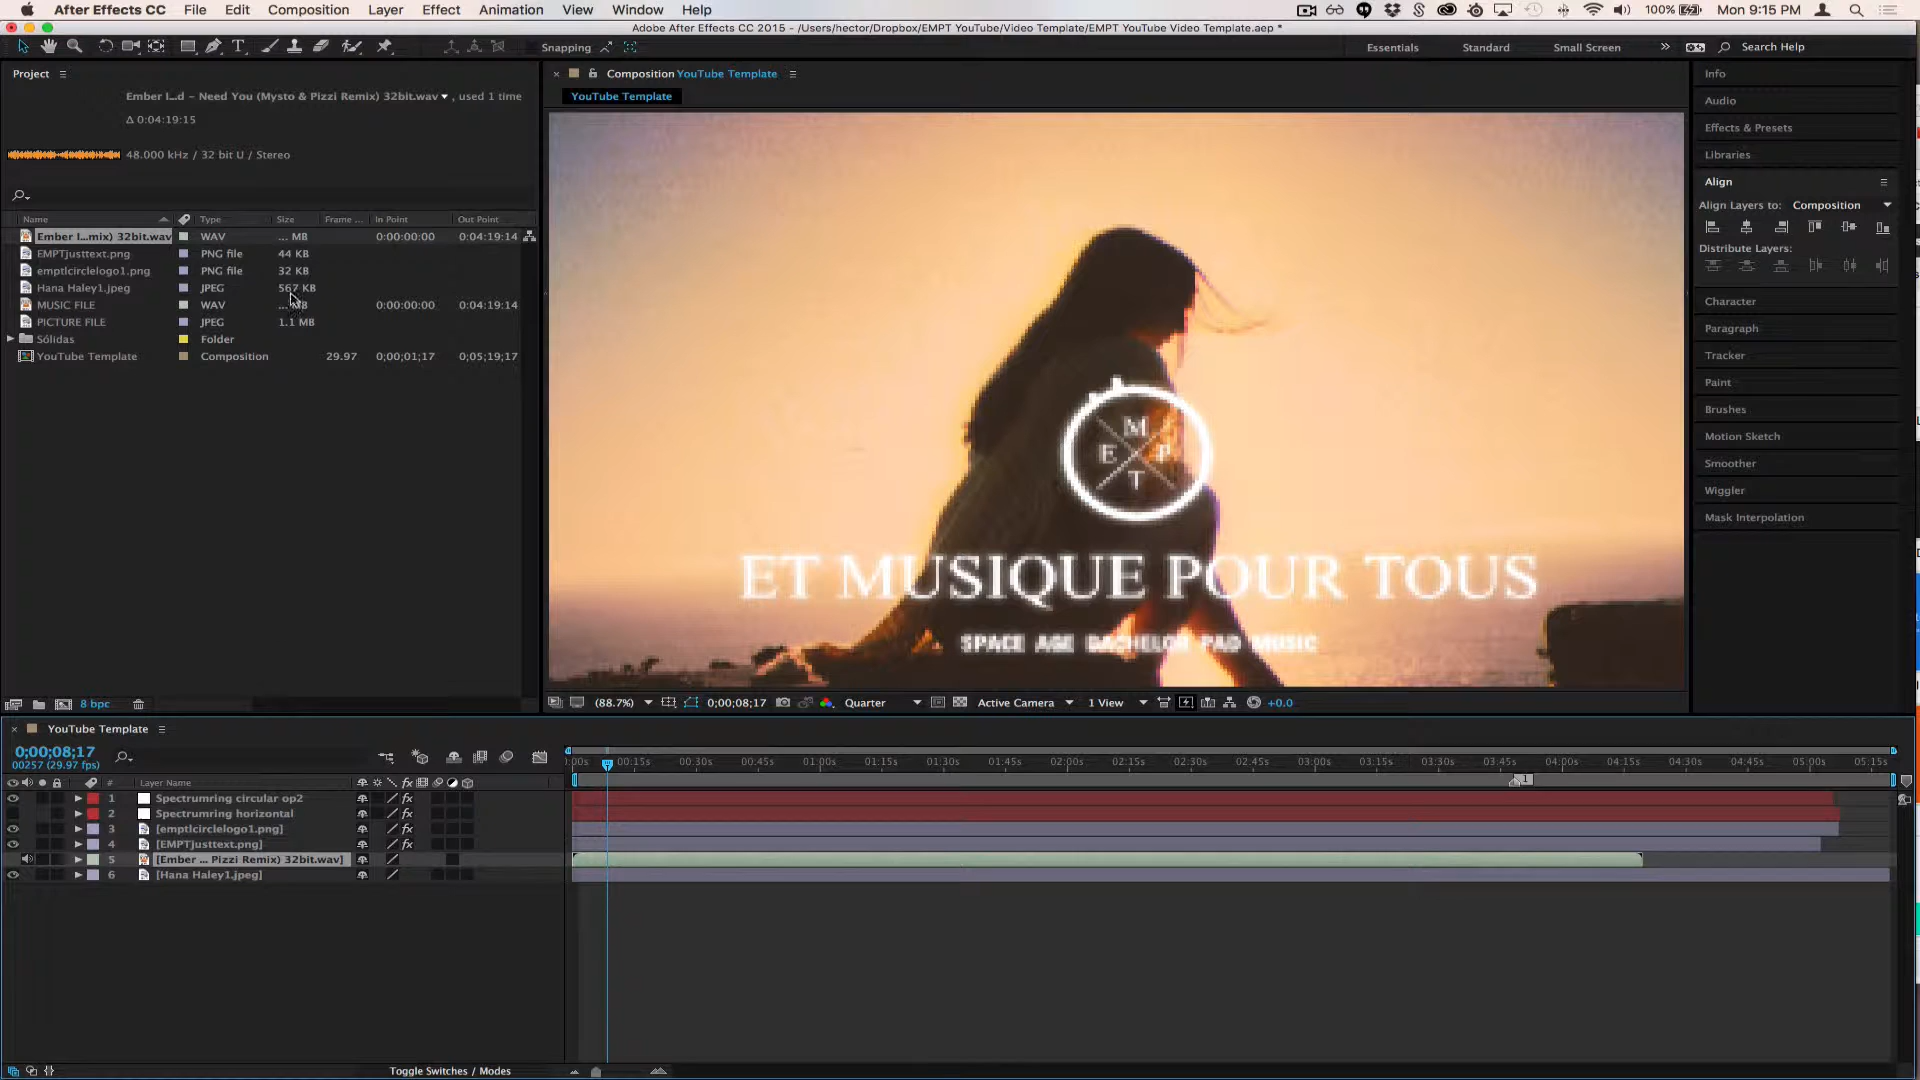 After Effects CC File Edit Composition Layer Effect Animation View Window Help 100% Mon 9:15 PM
Adobe After Effects CC 2015 - /Users/hector/Dropbox/EMPT YouTube/Video Template/EMPT YouTube Video Template.aep *
Snapping Essentials Standard Small Screen Search Help
Project
Ember I...d - Need You (Mysto & Pizzi Remix) 32bit.wav , used 1 time
Δ 0:04:19:15
48.000 kHz / 32 bit U / Stereo
Name Type Size Frame ... In Point Out Point
Ember I...mix) 32bit.wav WAV ... MB 0:00:00:00 0:04:19:14
EMPTjusttext.png PNG file 44 KB
emptlcirclelogo1.png PNG file 32 KB
Hana Haley1.jpeg JPEG 567 KB
MUSIC FILE WAV ... MB 0:00:00:00 0:04:19:14
PICTURE FILE JPEG 1.1 MB
Sólidas Folder
YouTube Template Composition 29.97 0;00;01;17 0;05;19;17
8 bpc
Composition YouTube Template
YouTube Template
M
E P
T
ET MUSIQUE POUR TOUS
SPACE AGE BACHELOR PAD MUSIC
(88.7%) 0;00;08;17 Quarter Active Camera 1 View +0.0
Info
Audio
Effects & Presets
Libraries
Align
Align Layers to: Composition
Distribute Layers:
Character
Paragraph
Tracker
Paint
Brushes
Motion Sketch
Smoother
Wiggler
Mask Interpolation
YouTube Template
0;00;08;17
00257 (29.97 fps)
:00s 00:15s 00:30s 00:45s 01:00s 01:15s 01:30s 01:45s 02:00s 02:15s 02:30s 02:45s 03:00s 03:15s 03:30s 03:45s 04:00s 04:15s 04:30s 04:45s 05:00s 05:15s
1
# Layer Name
1 Spectrumring circular op2
2 Spectrumring horizontal
3 [emptlcirclelogo1.png]
4 [EMPTjusttext.png]
5 [Ember ... Pizzi Remix) 32bit.wav]
6 [Hana Haley1.jpeg]
Toggle Switches / Modes